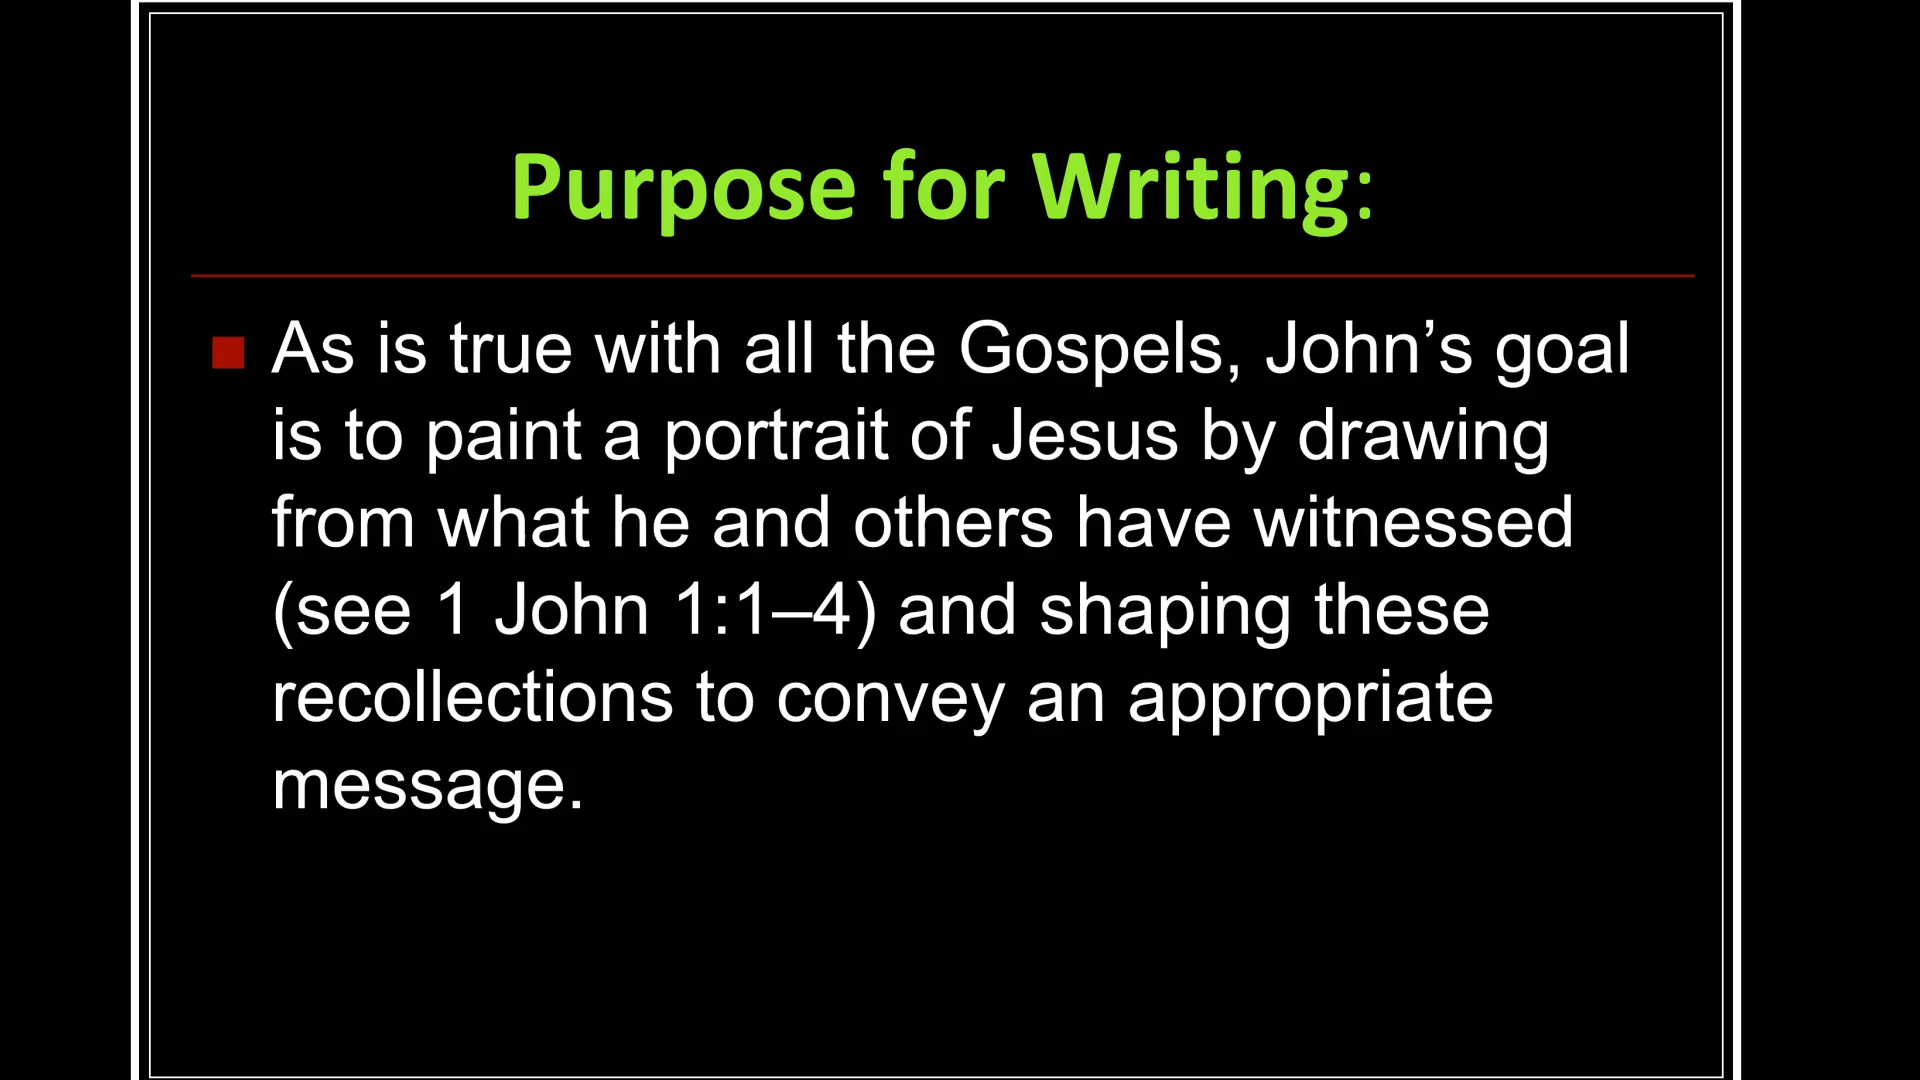 Purpose for Writing:
As is true with all the Gospels, John’s goal
is to paint a portrait of Jesus by drawing
from what he and others have witnessed
(see 1 John 1:1–4) and shaping these
recollections to convey an appropriate
message.